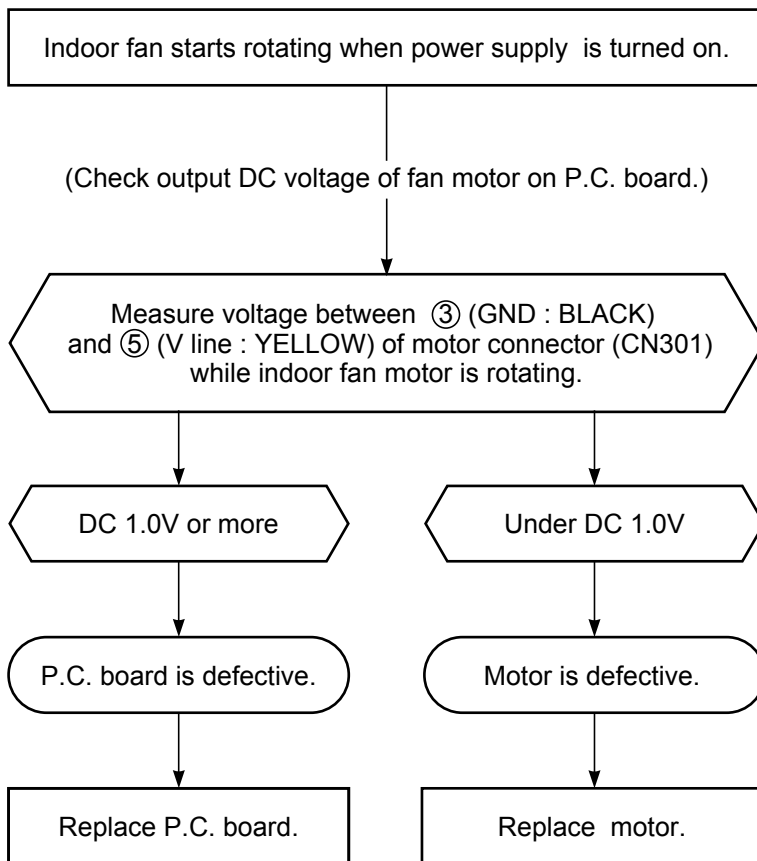 Indoor fan starts rotating when power supply is turned on.
(Check output DC voltage of fan motor on P.C. board.)
Measure voltage between ③ (GND : BLACK)
and ⑤ (V line : YELLOW) of motor connector (CN301)
while indoor fan motor is rotating.
DC 1.0V or more
Under DC 1.0V
P.C. board is defective.
Motor is defective.
Replace P.C. board.
Replace motor.